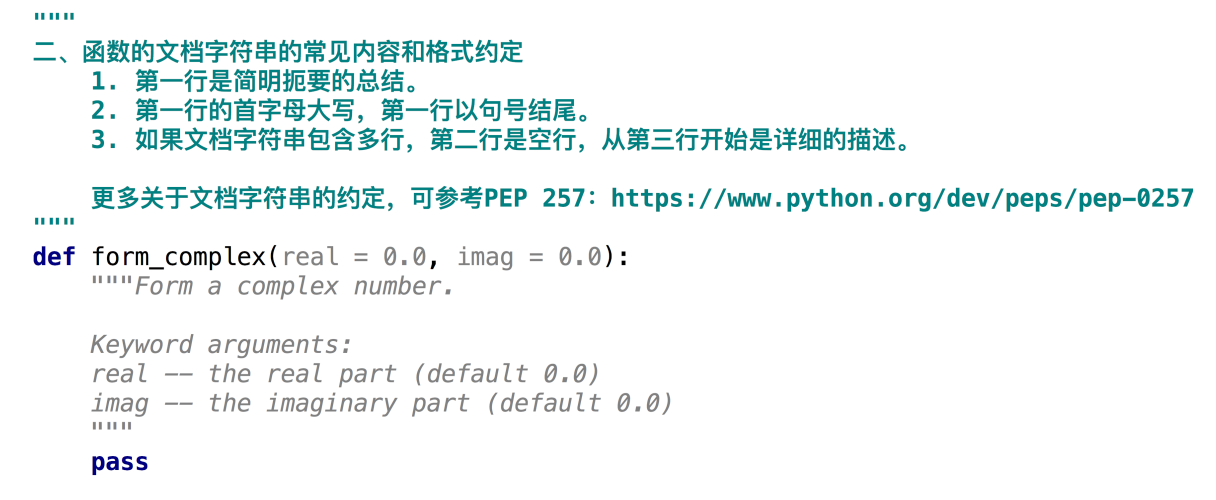 """
二、函数的文档字符串的常见内容和格式约定
    1. 第一行是简明扼要的总结。
    2. 第一行的首字母大写，第一行以句号结尾。
    3. 如果文档字符串包含多行，第二行是空行，从第三行开始是详细的描述。

    更多关于文档字符串的约定，可参考PEP 257：https://www.python.org/dev/peps/pep-0257
"""
def form_complex(real = 0.0, imag = 0.0):
    """Form a complex number.

    Keyword arguments:
    real -- the real part (default 0.0)
    imag -- the imaginary part (default 0.0)
    """
    pass